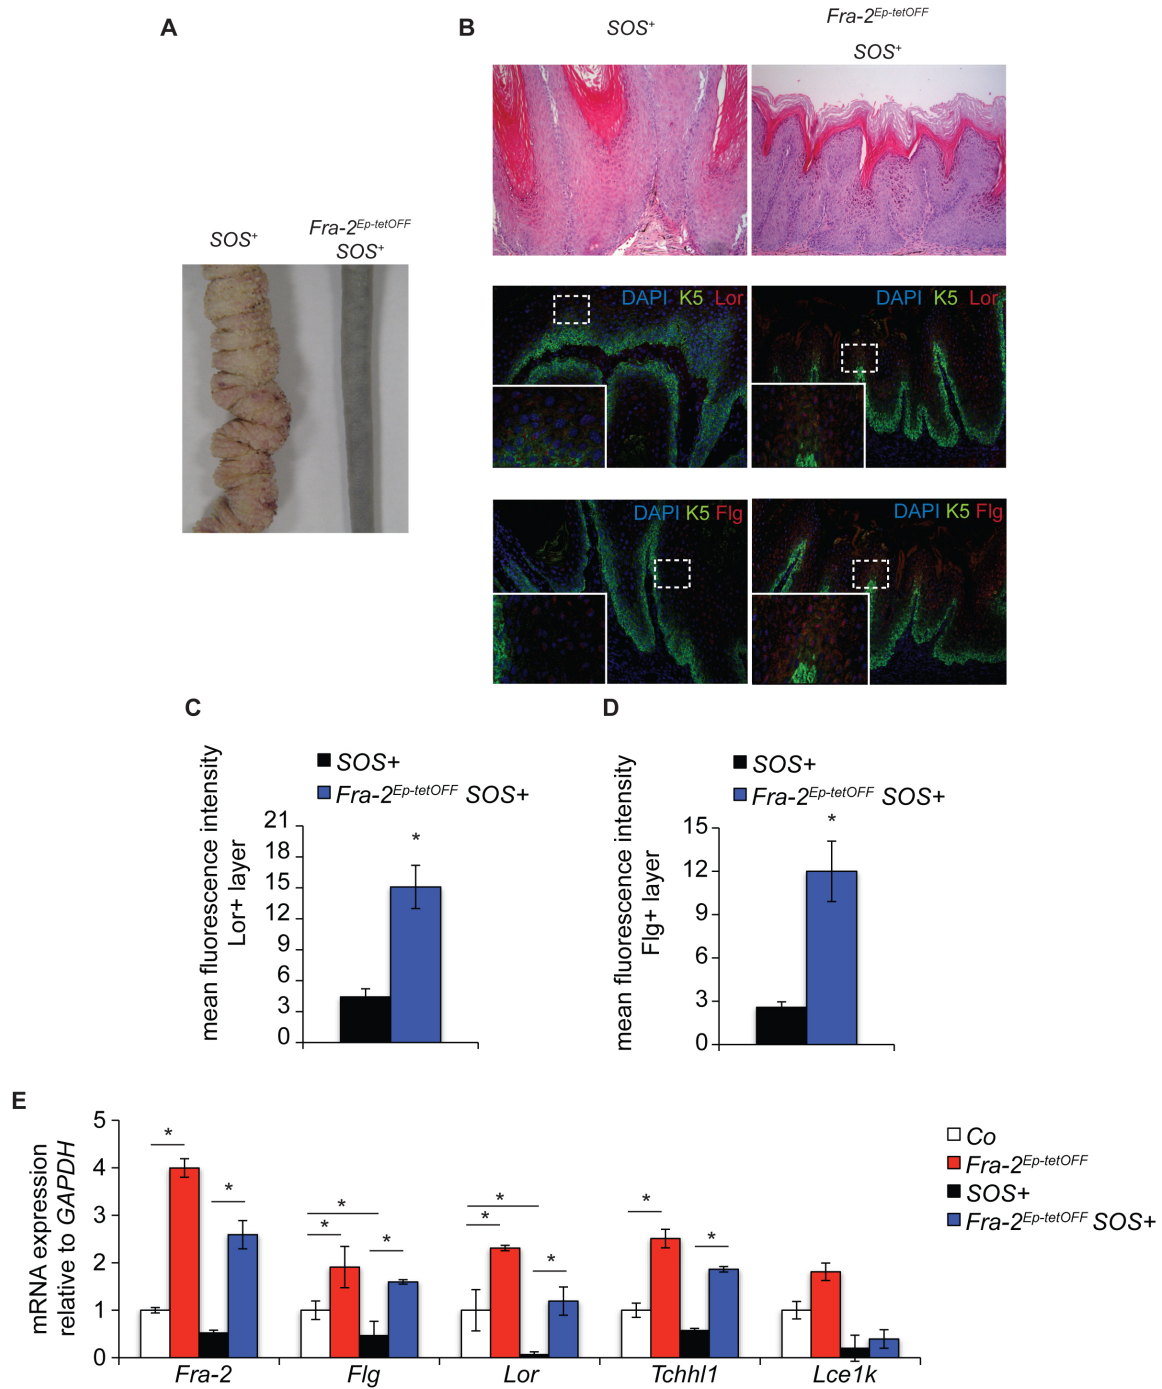 A
B
SOS+
Fra-2Ep-tetOFF
SOS+
SOS+
Fra-2Ep-tetOFF
SOS+
DAPI K5 Lor
DAPI K5 Lor
DAPI K5 Flg
DAPI K5 Flg
C
SOS+
Fra-2Ep-tetOFF SOS+
mean fluorescence intensity
Lor+ layer
21
18
15
12
9
6
3
0
*
D
SOS+
Fra-2Ep-tetOFF SOS+
mean fluorescence intensity
Flg+ layer
15
12
9
6
3
0
*
E
mRNA expression
relative to GAPDH
5
4
3
2
1
0
* * * * * * * * * *
Fra-2 Flg Lor Tchhl1 Lce1k
Co
Fra-2Ep-tetOFF
SOS+
Fra-2Ep-tetOFF SOS+